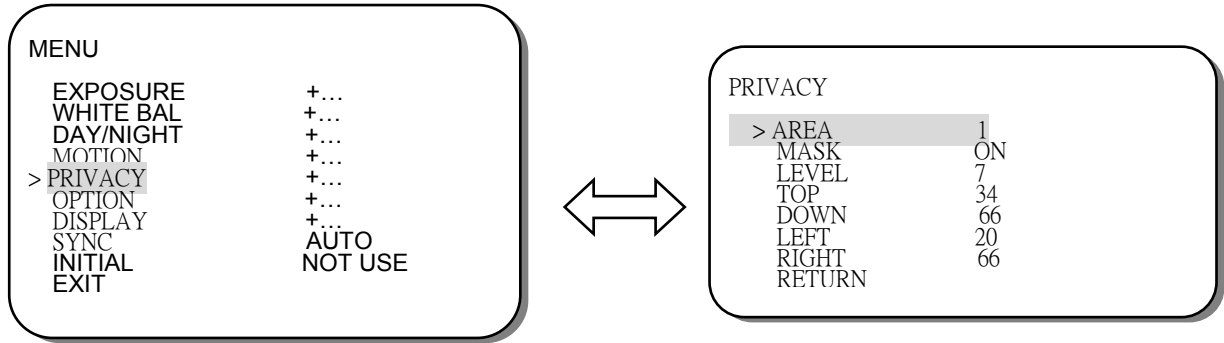 MENU
EXPOSURE +...
WHITE BAL +...
DAY/NIGHT +...
MOTION +...
> PRIVACY +...
OPTION +...
DISPLAY +...
SYNC AUTO
INITIAL NOT USE
EXIT
PRIVACY
> AREA 1
MASK ON
LEVEL 7
TOP 34
DOWN 66
LEFT 20
RIGHT 66
RETURN